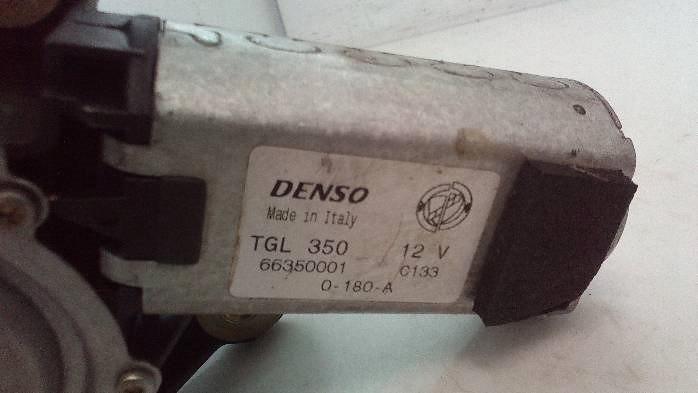 DENSO
Made in Italy
TGL 350 12 V
66350001 C133
0-180-A